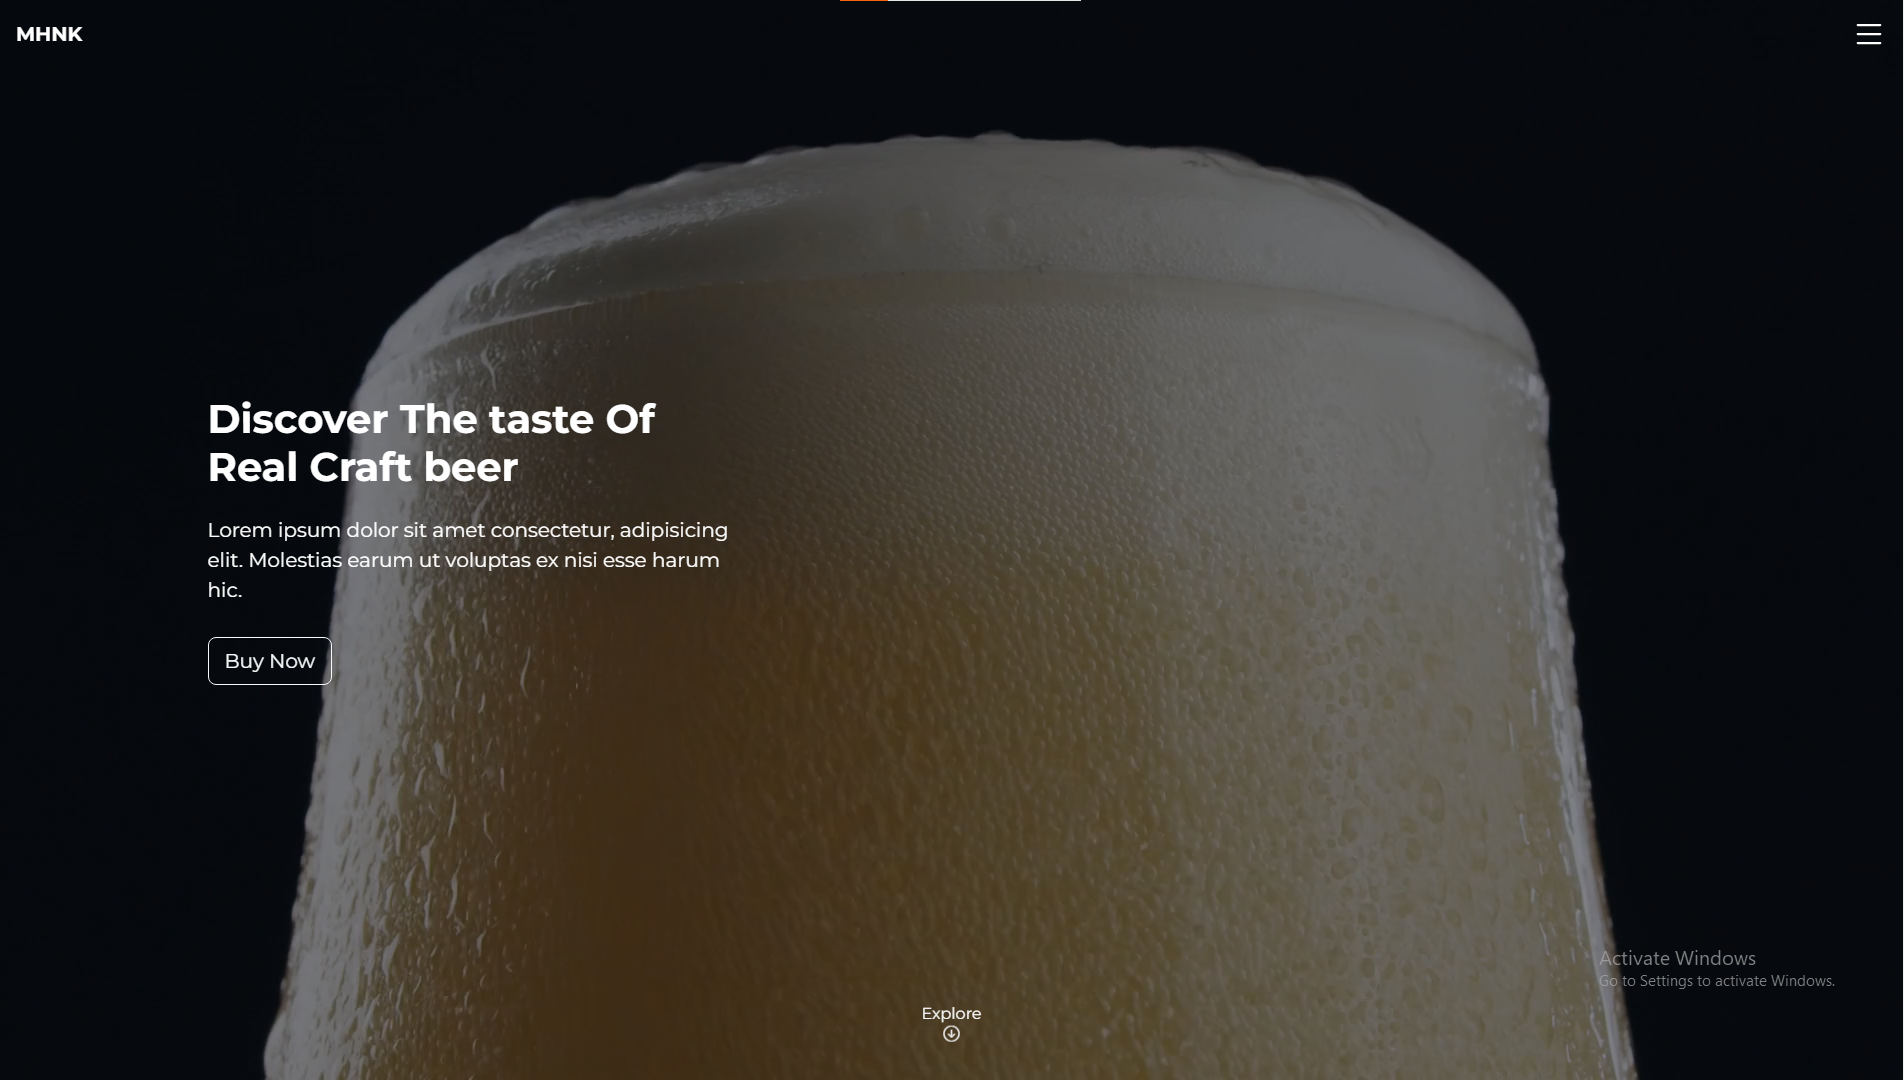 MHNK
Discover The taste Of
Real Craft beer
Lorem ipsum dolor sit amet consectetur, adipisicing
elit. Molestias earum ut voluptas ex nisi esse harum
hic.
Buy Now
Activate Windows
Go to Settings to activate Windows.
Explore